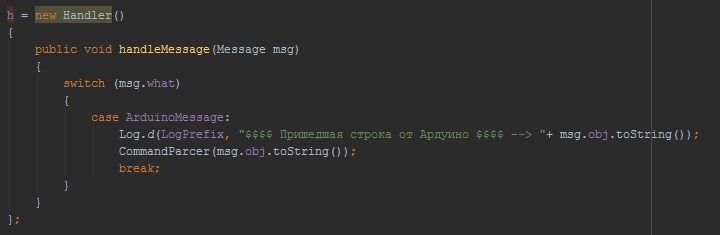 h = new Handler()
{
    public void handleMessage(Message msg)
    {
        switch (msg.what)
        {
            case ArduinoMessage:
                Log.d(LogPrefix, "$$$$ Пришедшая строка от Ардуино $$$$ --> "+ msg.obj.toString());
                CommandParcer(msg.obj.toString());
                break;
        }
    }
};